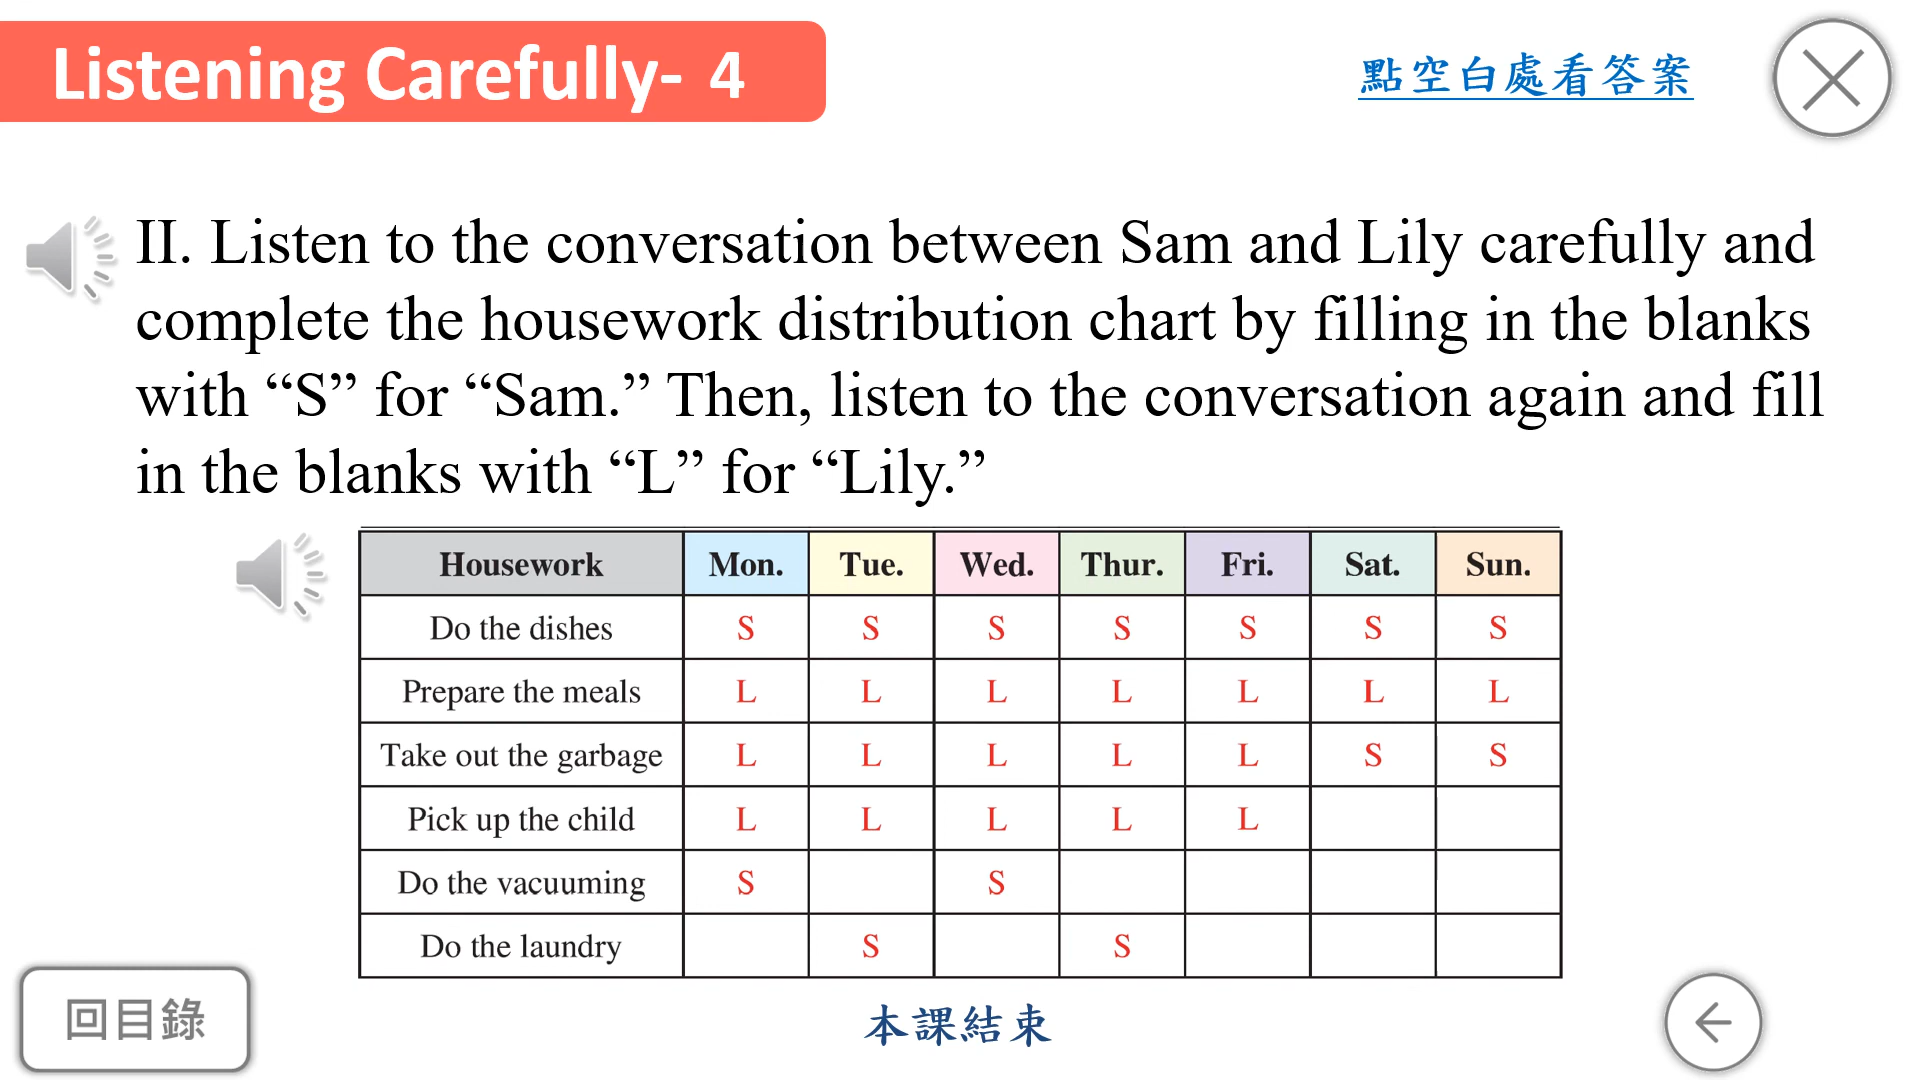 Listening Carefully- 4
點空白處看答案
II. Listen to the conversation between Sam and Lily carefully and
complete the housework distribution chart by filling in the blanks
with “S” for “Sam.” Then, listen to the conversation again and fill
in the blanks with “L” for “Lily.”
Housework Mon. Tue. Wed. Thur. Fri. Sat. Sun.
Do the dishes S S S S S S S
Prepare the meals L L L L L L L
Take out the garbage L L L L L S S
Pick up the child L L L L L
Do the vacuuming S S
Do the laundry S S
回目錄
本課結束